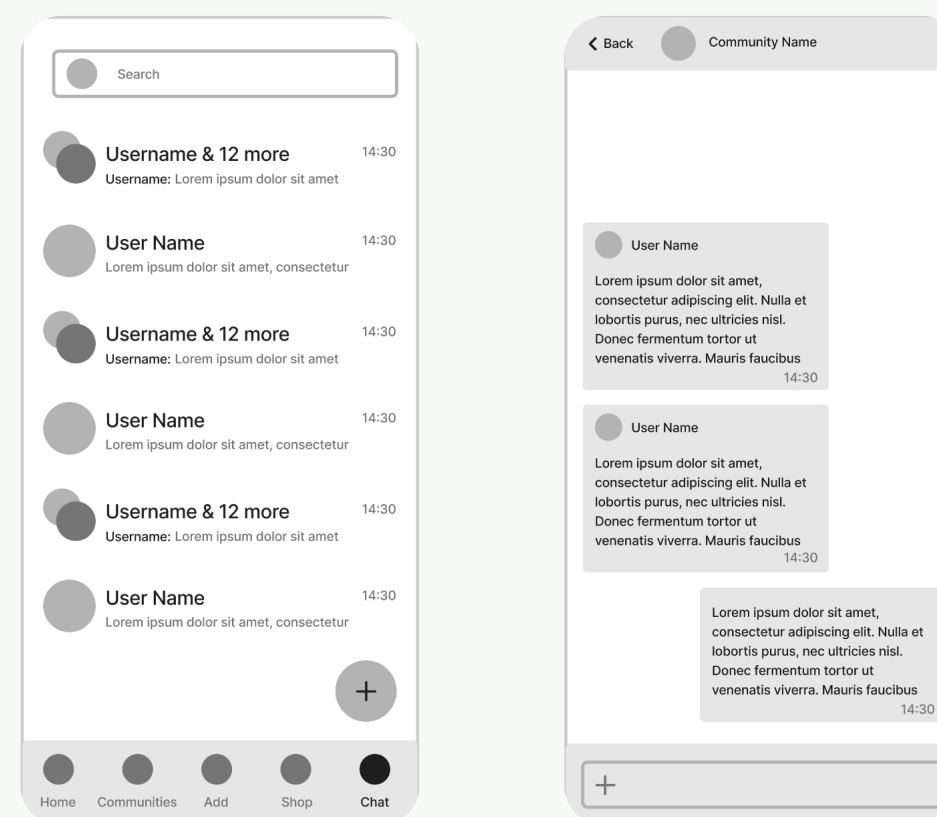 Search
Username & 12 more
14:30
Username: Lorem ipsum dolor sit amet
User Name
14:30
Lorem ipsum dolor sit amet, consectetur
Username & 12 more
14:30
Username: Lorem ipsum dolor sit amet
User Name
14:30
Lorem ipsum dolor sit amet, consectetur
Username & 12 more
14:30
Username: Lorem ipsum dolor sit amet
User Name
14:30
Lorem ipsum dolor sit amet, consectetur
+
Home
Communities
Add
Shop
Chat
Back
Community Name
User Name
Lorem ipsum dolor sit amet,
consectetur adipiscing elit. Nulla et
lobortis purus, nec ultricies nisl.
Donec fermentum tortor ut
venenatis viverra. Mauris faucibus
14:30
User Name
Lorem ipsum dolor sit amet,
consectetur adipiscing elit. Nulla et
lobortis purus, nec ultricies nisl.
Donec fermentum tortor ut
venenatis viverra. Mauris faucibus
14:30
Lorem ipsum dolor sit amet,
consectetur adipiscing elit. Nulla et
lobortis purus, nec ultricies nisl.
Donec fermentum tortor ut
venenatis viverra. Mauris faucibus
14:30
+